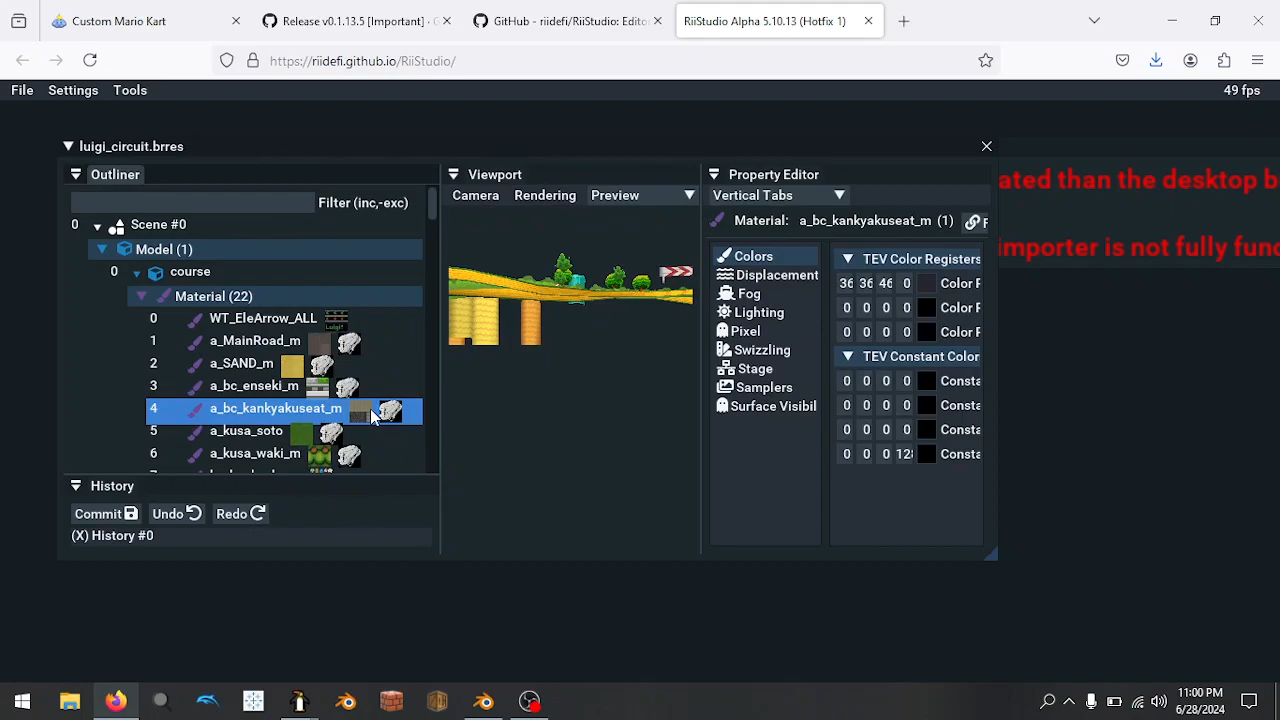 Custom Mario Kart
Release v0.1.13.5 [Important] · G
GitHub - riidefi/RiiStudio: Editor
RiiStudio Alpha 5.10.13 (Hotfix 1)
https://riidefi.github.io/RiiStudio/
File Settings Tools 49 fps
luigi_circuit.brres
Outliner Viewport Property Editor
ated than the desktop b
Filter (inc,-exc) Camera Rendering Preview Vertical Tabs
0 Scene #0 Material: a_bc_kankyakuseat_m (1) F
Model (1) Colors TEV Color Registers
importer is not fully func
0 course Displacement 36 36 46 0 Color F
Material (22) Fog 0 0 0 0 Color F
0 WT_EleArrow_ALL Luigi Lighting 0 0 0 0 Color F
1 a_MainRoad_m Pixel
2 a_SAND_m Swizzling TEV Constant Color
3 a_bc_enseki_m Stage 0 0 0 0 Consta
4 a_bc_kankyakuseat_m Samplers 0 0 0 0 Consta
5 a_kusa_soto Surface Visibil 0 0 0 0 Consta
6 a_kusa_waki_m 0 0 0 128 Consta
History
Commit Undo Redo
(X) History #0
11:00 PM
6/28/2024